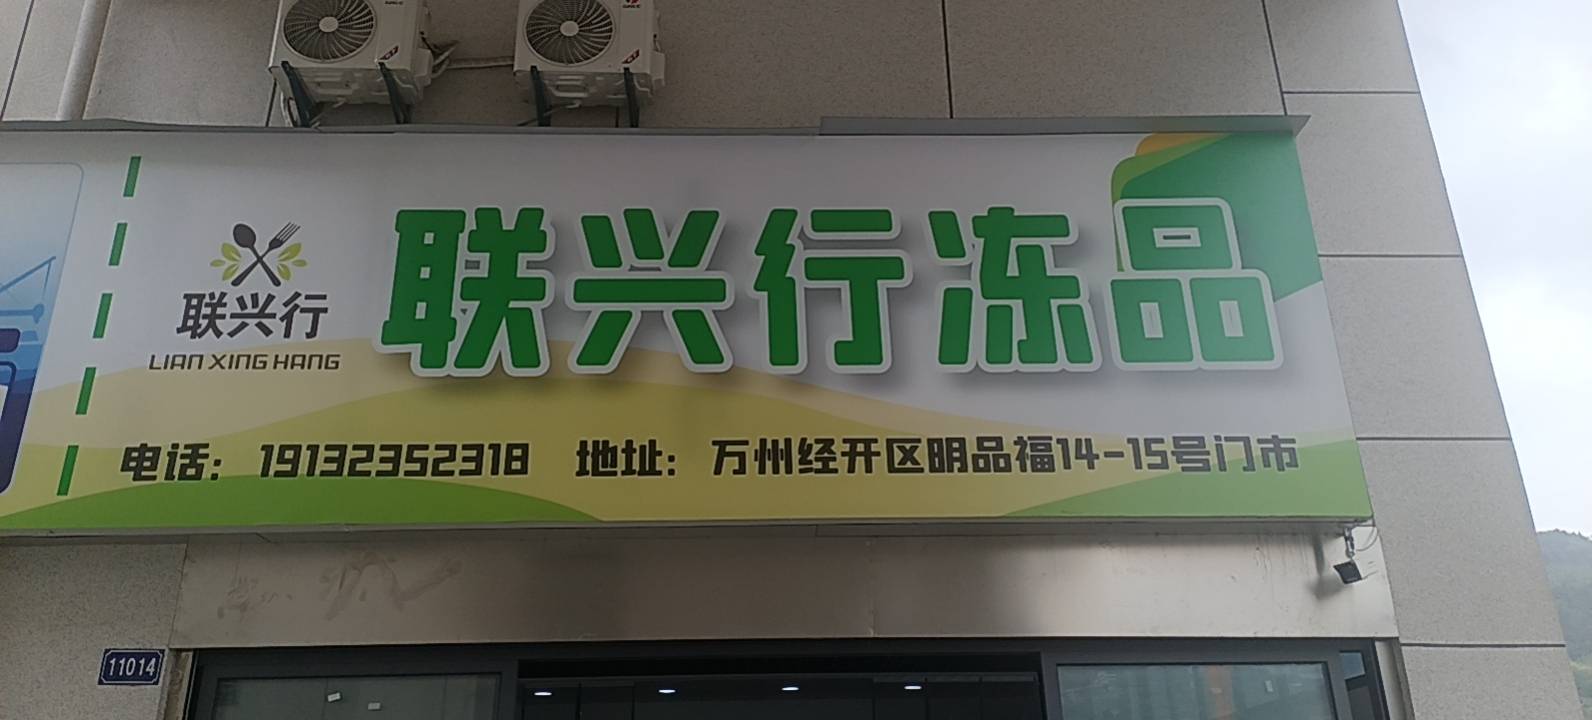 联兴行冻品
联兴行
LIAN XING HANG
电话：19132352318 地址：万州经开区明品福14-15号门市
11014